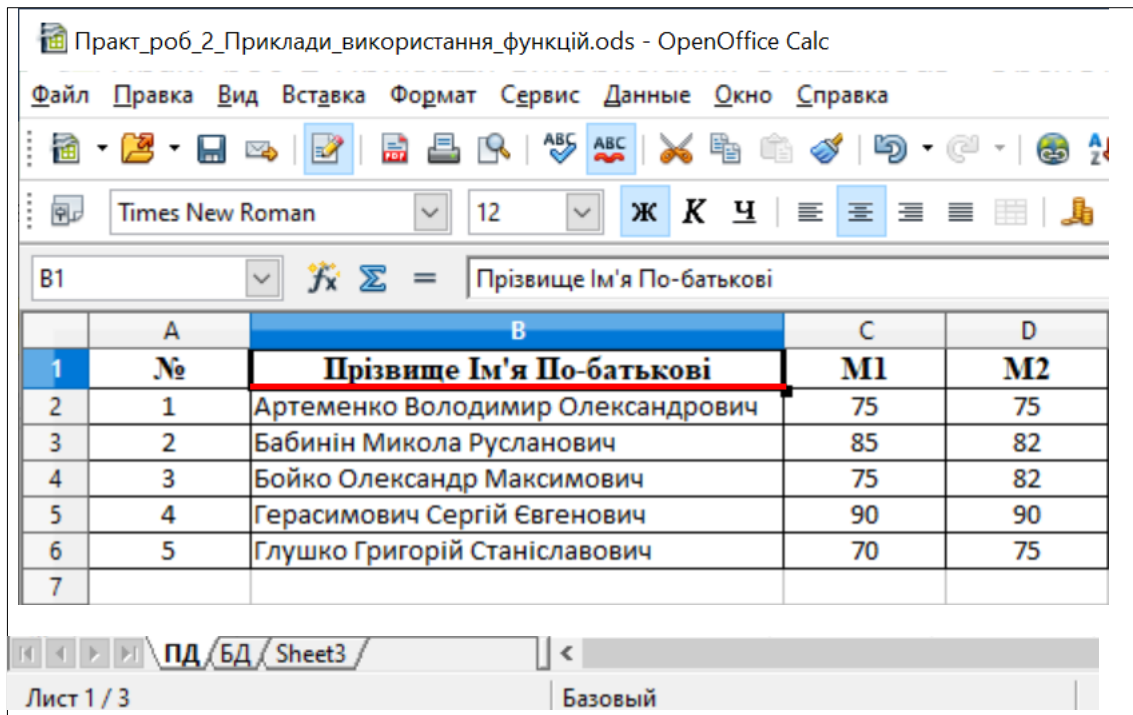 Практ_роб_2_Приклади_використання_функцій.ods - OpenOffice Calc
Файл Правка Вид Вставка Формат Сервис Данные Окно Справка
Times New Roman 12 Ж К Ч
B1 fx Σ = Прізвище Ім'я По-батькові
A B C D
1 № Прізвище Ім'я По-батькові М1 М2
2 1 Артеменко Володимир Олександрович 75 75
3 2 Бабинін Микола Русланович 85 82
4 3 Бойко Олександр Максимович 75 82
5 4 Герасимович Сергій Євгенович 90 90
6 5 Глушко Григорій Станіславович 70 75
7
ПД БД Sheet3
Лист 1 / 3 Базовый